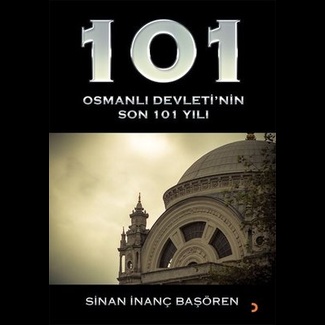 101
OSMANLI DEVLETİ'NİN
SON 101 YILI
SİNAN İNANÇ BAŞÖREN